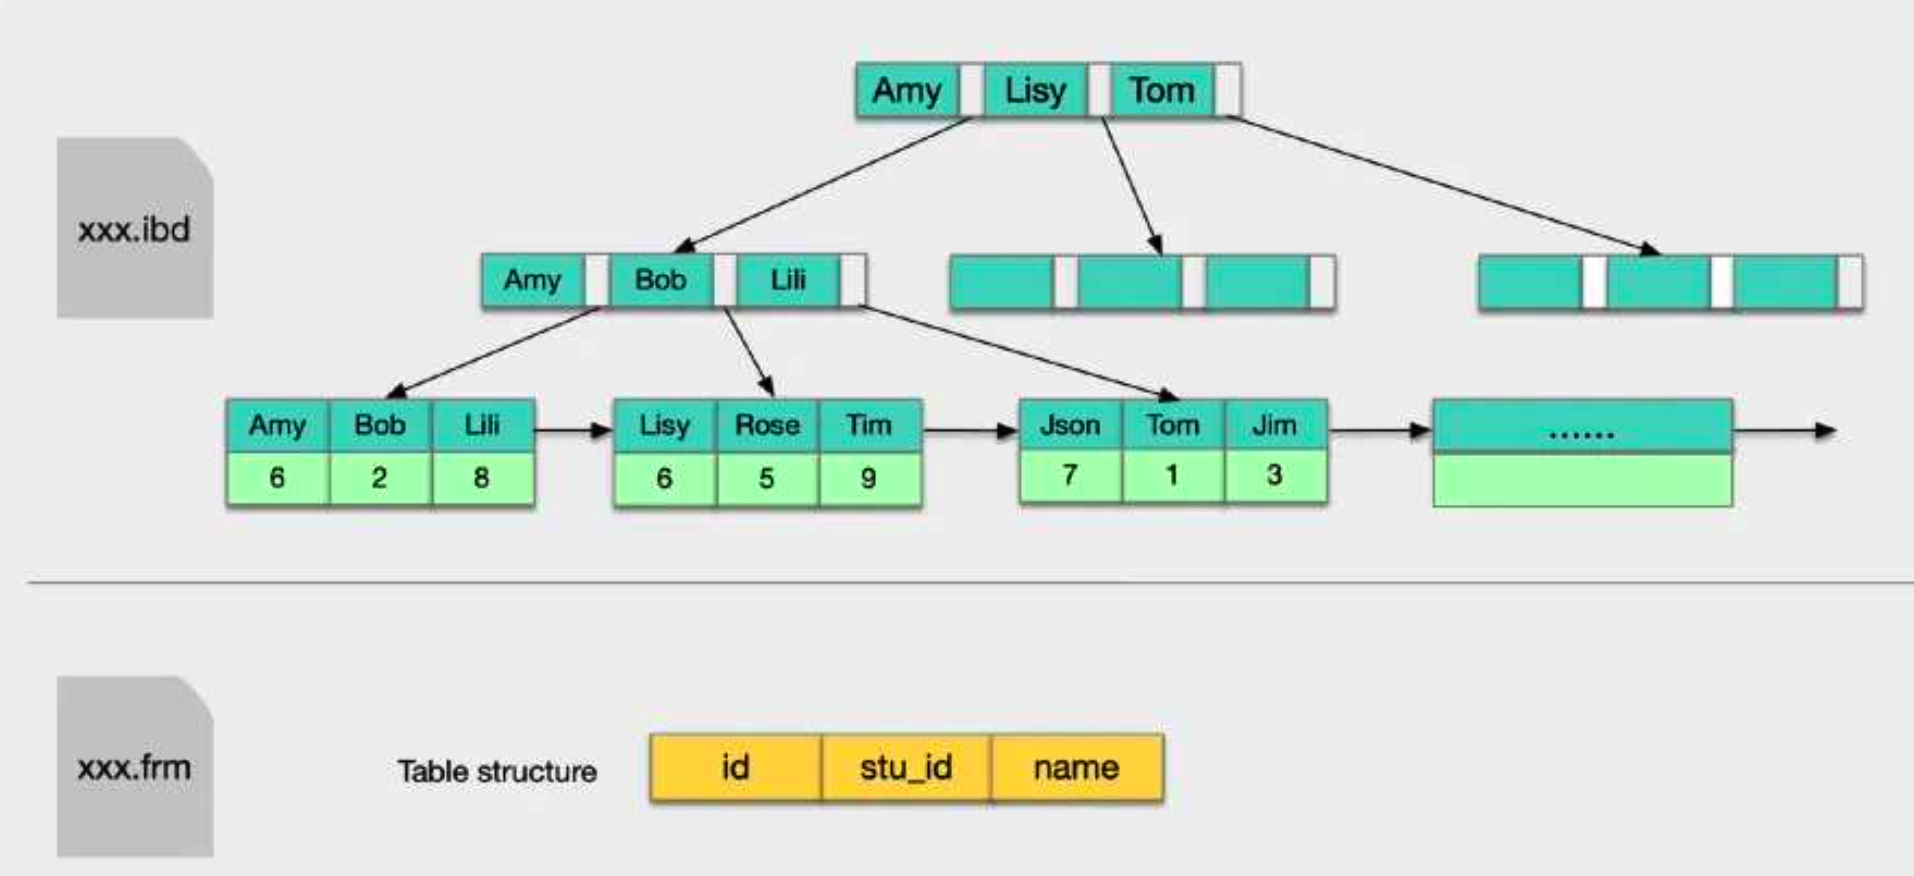 Amy Lisy Tom
xxx.ibd
Amy Bob Lili
Amy Bob Lili Lisy Rose Tim Json Tom Jim ......
6 2 8 6 5 9 7 1 3
xxx.frm
Table structure id stu_id name